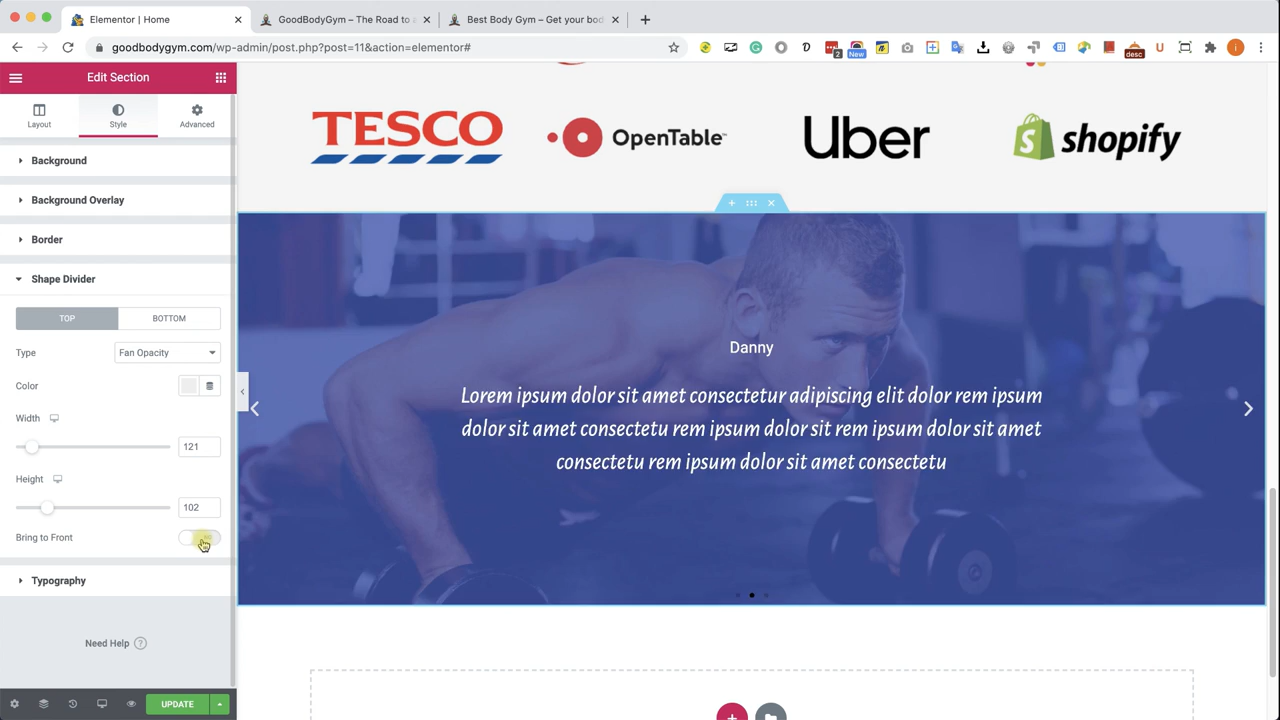 Elementor | Home
GoodBodyGym – The Road to a
Best Body Gym – Get your bod
goodbodygym.com/wp-admin/post.php?post=11&action=elementor#
2
New
desc
i
Edit Section
Layout
Style
Advanced
Background
Background Overlay
Border
Shape Divider
TOP
BOTTOM
Type
Fan Opacity
Color
Width
121
Height
102
Bring to Front
Typography
Need Help ?
UPDATE
TESCO
OpenTable™
Uber
shopify
Danny
Lorem ipsum dolor sit amet consectetur adipiscing elit dolor rem ipsum
dolor sit amet consectetu rem ipsum dolor sit rem ipsum dolor sit amet
consectetu rem ipsum dolor sit amet consectetu